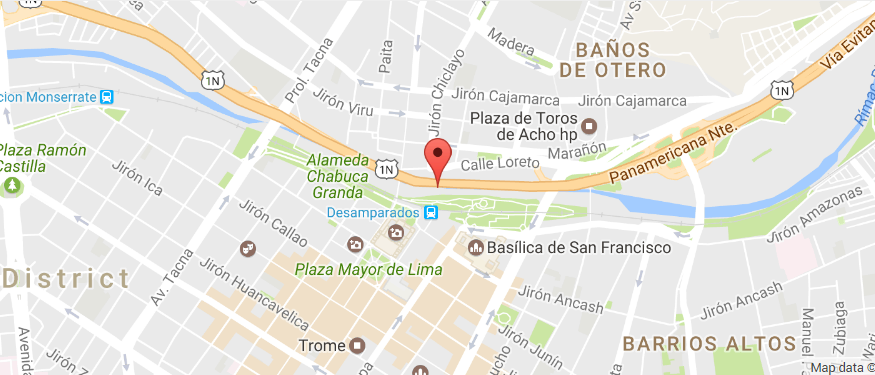 Prol. Tacna
Paita
Jirón Chiclayo
Madera
Av S
BAÑOS
DE OTERO
Vía Evitam
1N
1N
1N
cion Monserrate
Jirón Viru
Jirón Cajamarca
Jirón Cajamarca
Plaza de Toros
de Acho hp
Marañón
Panamericana Nte.
Rímac
Plaza Ramón
Castilla
Alameda
Chabuca
Granda
Calle Loreto
Jirón Ica
Desamparados
Jirón Callao
Jirón Amazonas
Basílica de San Francisco
Plaza Mayor de Lima
District
Av. Tacna
Jirón Huancavelica
Jirón Ancash
Jirón Ancash
Trome
ucho
Jirón Junín
BARRIOS ALTOS
Avenida
Jirón
Manuel
Zubiaga
Map data ©